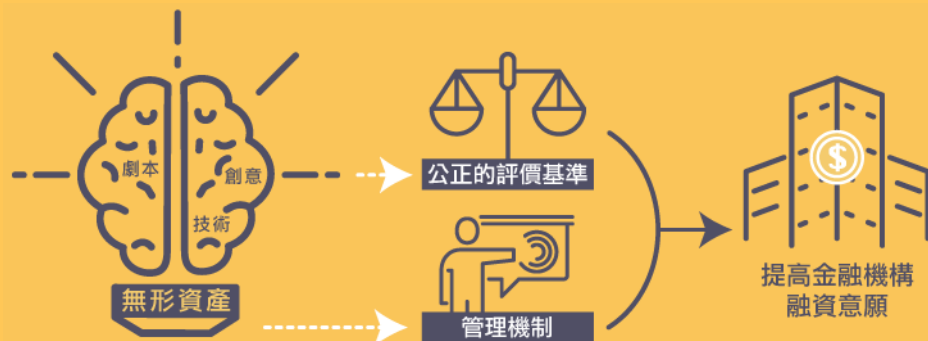 劇本
創意
技術
無形資產
公正的評價基準
管理機制
$
提高金融機構
融資意願